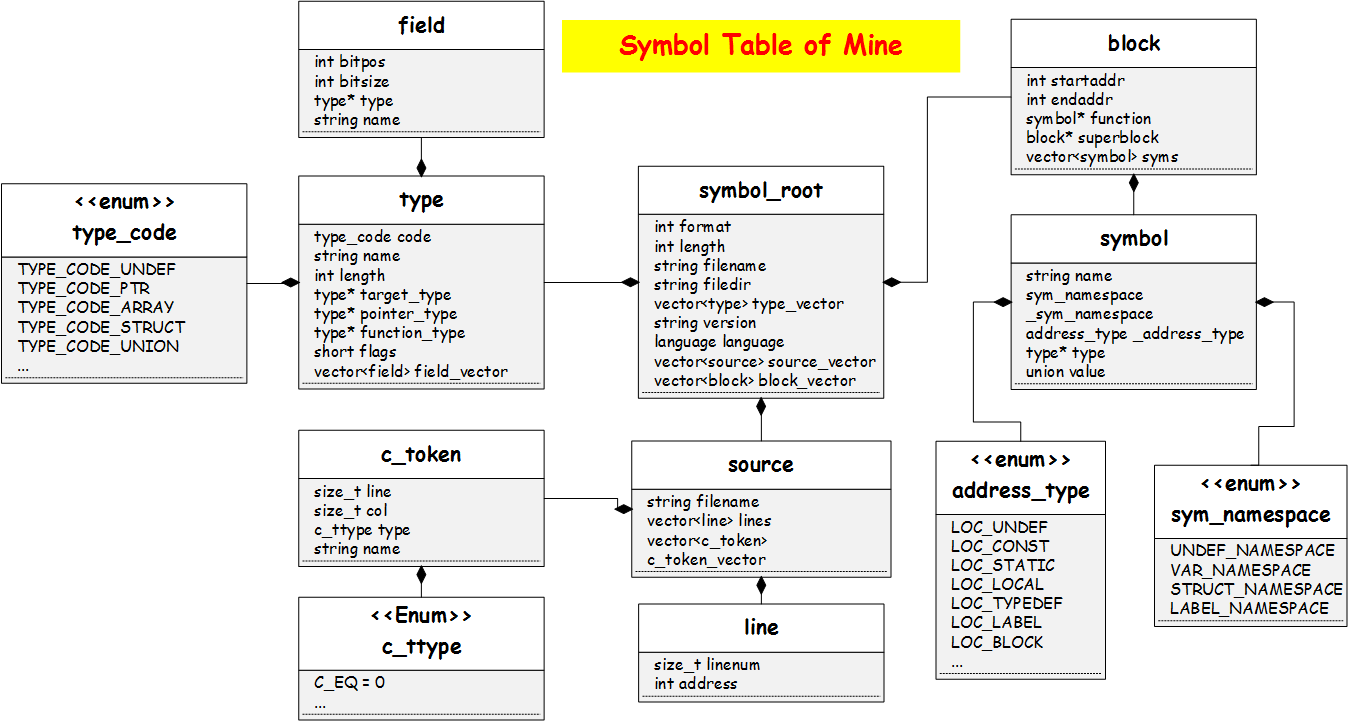 Symbol Table of Mine
field
int bitpos
int bitsize
type* type
string name
block
int startaddr
int endaddr
symbol* function
block* superblock
vector<symbol> syms
<<enum>>
type_code
TYPE_CODE_UNDEF
TYPE_CODE_PTR
TYPE_CODE_ARRAY
TYPE_CODE_STRUCT
TYPE_CODE_UNION
...
type
type_code code
string name
int length
type* target_type
type* pointer_type
type* function_type
short flags
vector<field> field_vector
symbol_root
int format
int length
string filename
string filedir
vector<type> type_vector
string version
language language
vector<source> source_vector
vector<block> block_vector
symbol
string name
sym_namespace
_sym_namespace
address_type _address_type
type* type
union value
c_token
size_t line
size_t col
c_ttype type
string name
source
string filename
vector<line> lines
vector<c_token>
c_token_vector
<<enum>>
address_type
LOC_UNDEF
LOC_CONST
LOC_STATIC
LOC_LOCAL
LOC_TYPEDEF
LOC_LABEL
LOC_BLOCK
...
<<enum>>
sym_namespace
UNDEF_NAMESPACE
VAR_NAMESPACE
STRUCT_NAMESPACE
LABEL_NAMESPACE
<<Enum>>
c_ttype
C_EQ = 0
...
line
size_t linenum
int address